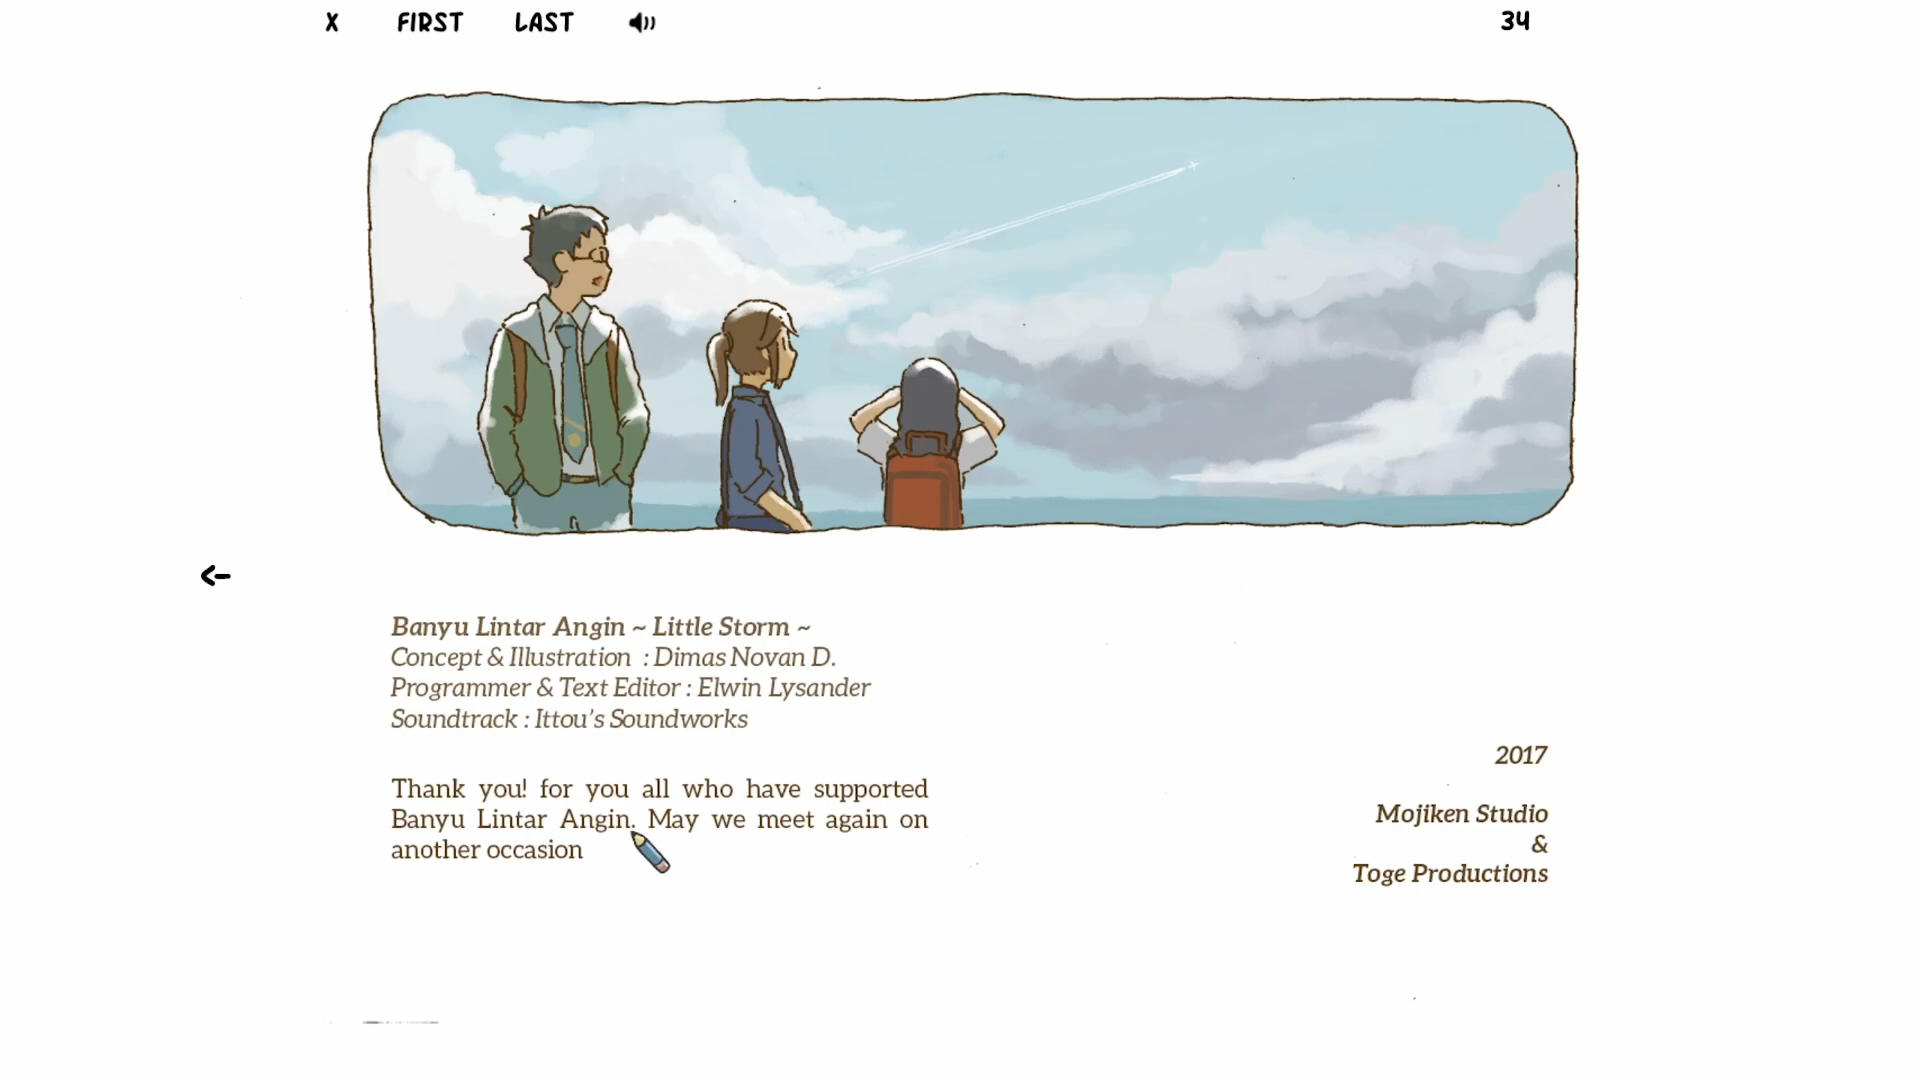 X FIRST LAST 34
Banyu Lintar Angin ~ Little Storm ~
Concept & Illustration : Dimas Novan D.
Programmer & Text Editor : Elwin Lysander
Soundtrack : Ittou's Soundworks
Thank you! for you all who have supported
Banyu Lintar Angin. May we meet again on
another occasion
2017
Mojiken Studio
&
Toge Productions